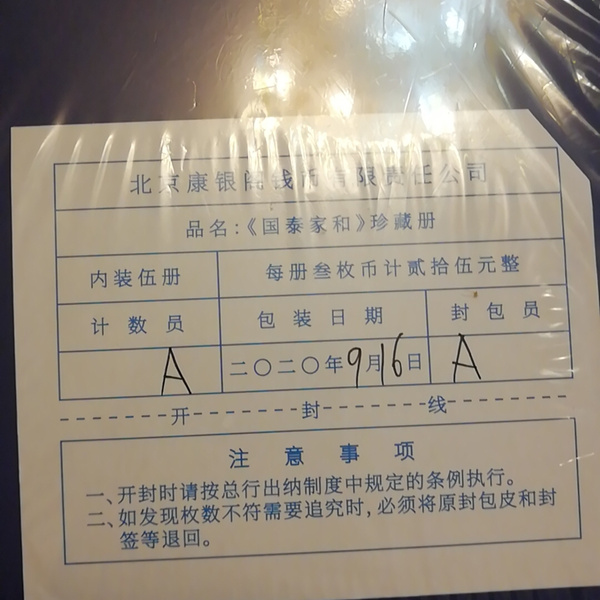 北京康银阁钱币有限责任公司
品名:《国泰家和》珍藏册
内装伍册 每册叁枚币计贰拾伍元整
计数员 包装日期 封包员
A 二〇二〇年9月16日 A
开封线
注意事项
一、开封时请按总行出纳制度中规定的条例执行。
二、如发现枚数不符需要追究时,必须将原封包皮和封
签等退回。